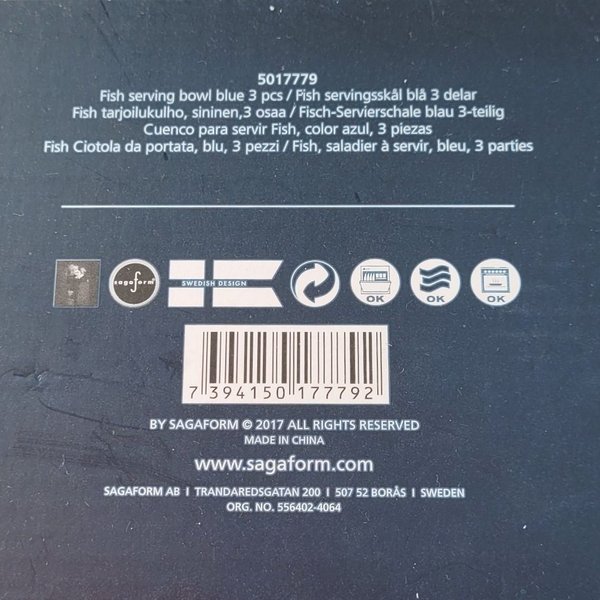 5017779
Fish serving bowl blue 3 pcs / Fish servingsskål blå 3 delar
Fish tarjoilukulho, sininen,3 osaa / Fisch-Servierschale blau 3-teilig
Cuenco para servir Fish, color azul, 3 piezas
Fish Ciotola da portata, blu, 3 pezzi / Fish, saladier à servir, bleu, 3 parties
sagaform SWEDISH DESIGN OK OK OK
7 394150 177792
BY SAGAFORM © 2017 ALL RIGHTS RESERVED
MADE IN CHINA
www.sagaform.com
SAGAFORM AB I TRANDAREDSGATAN 200 I 507 52 BORÅS I SWEDEN
ORG. NO. 556402-4064